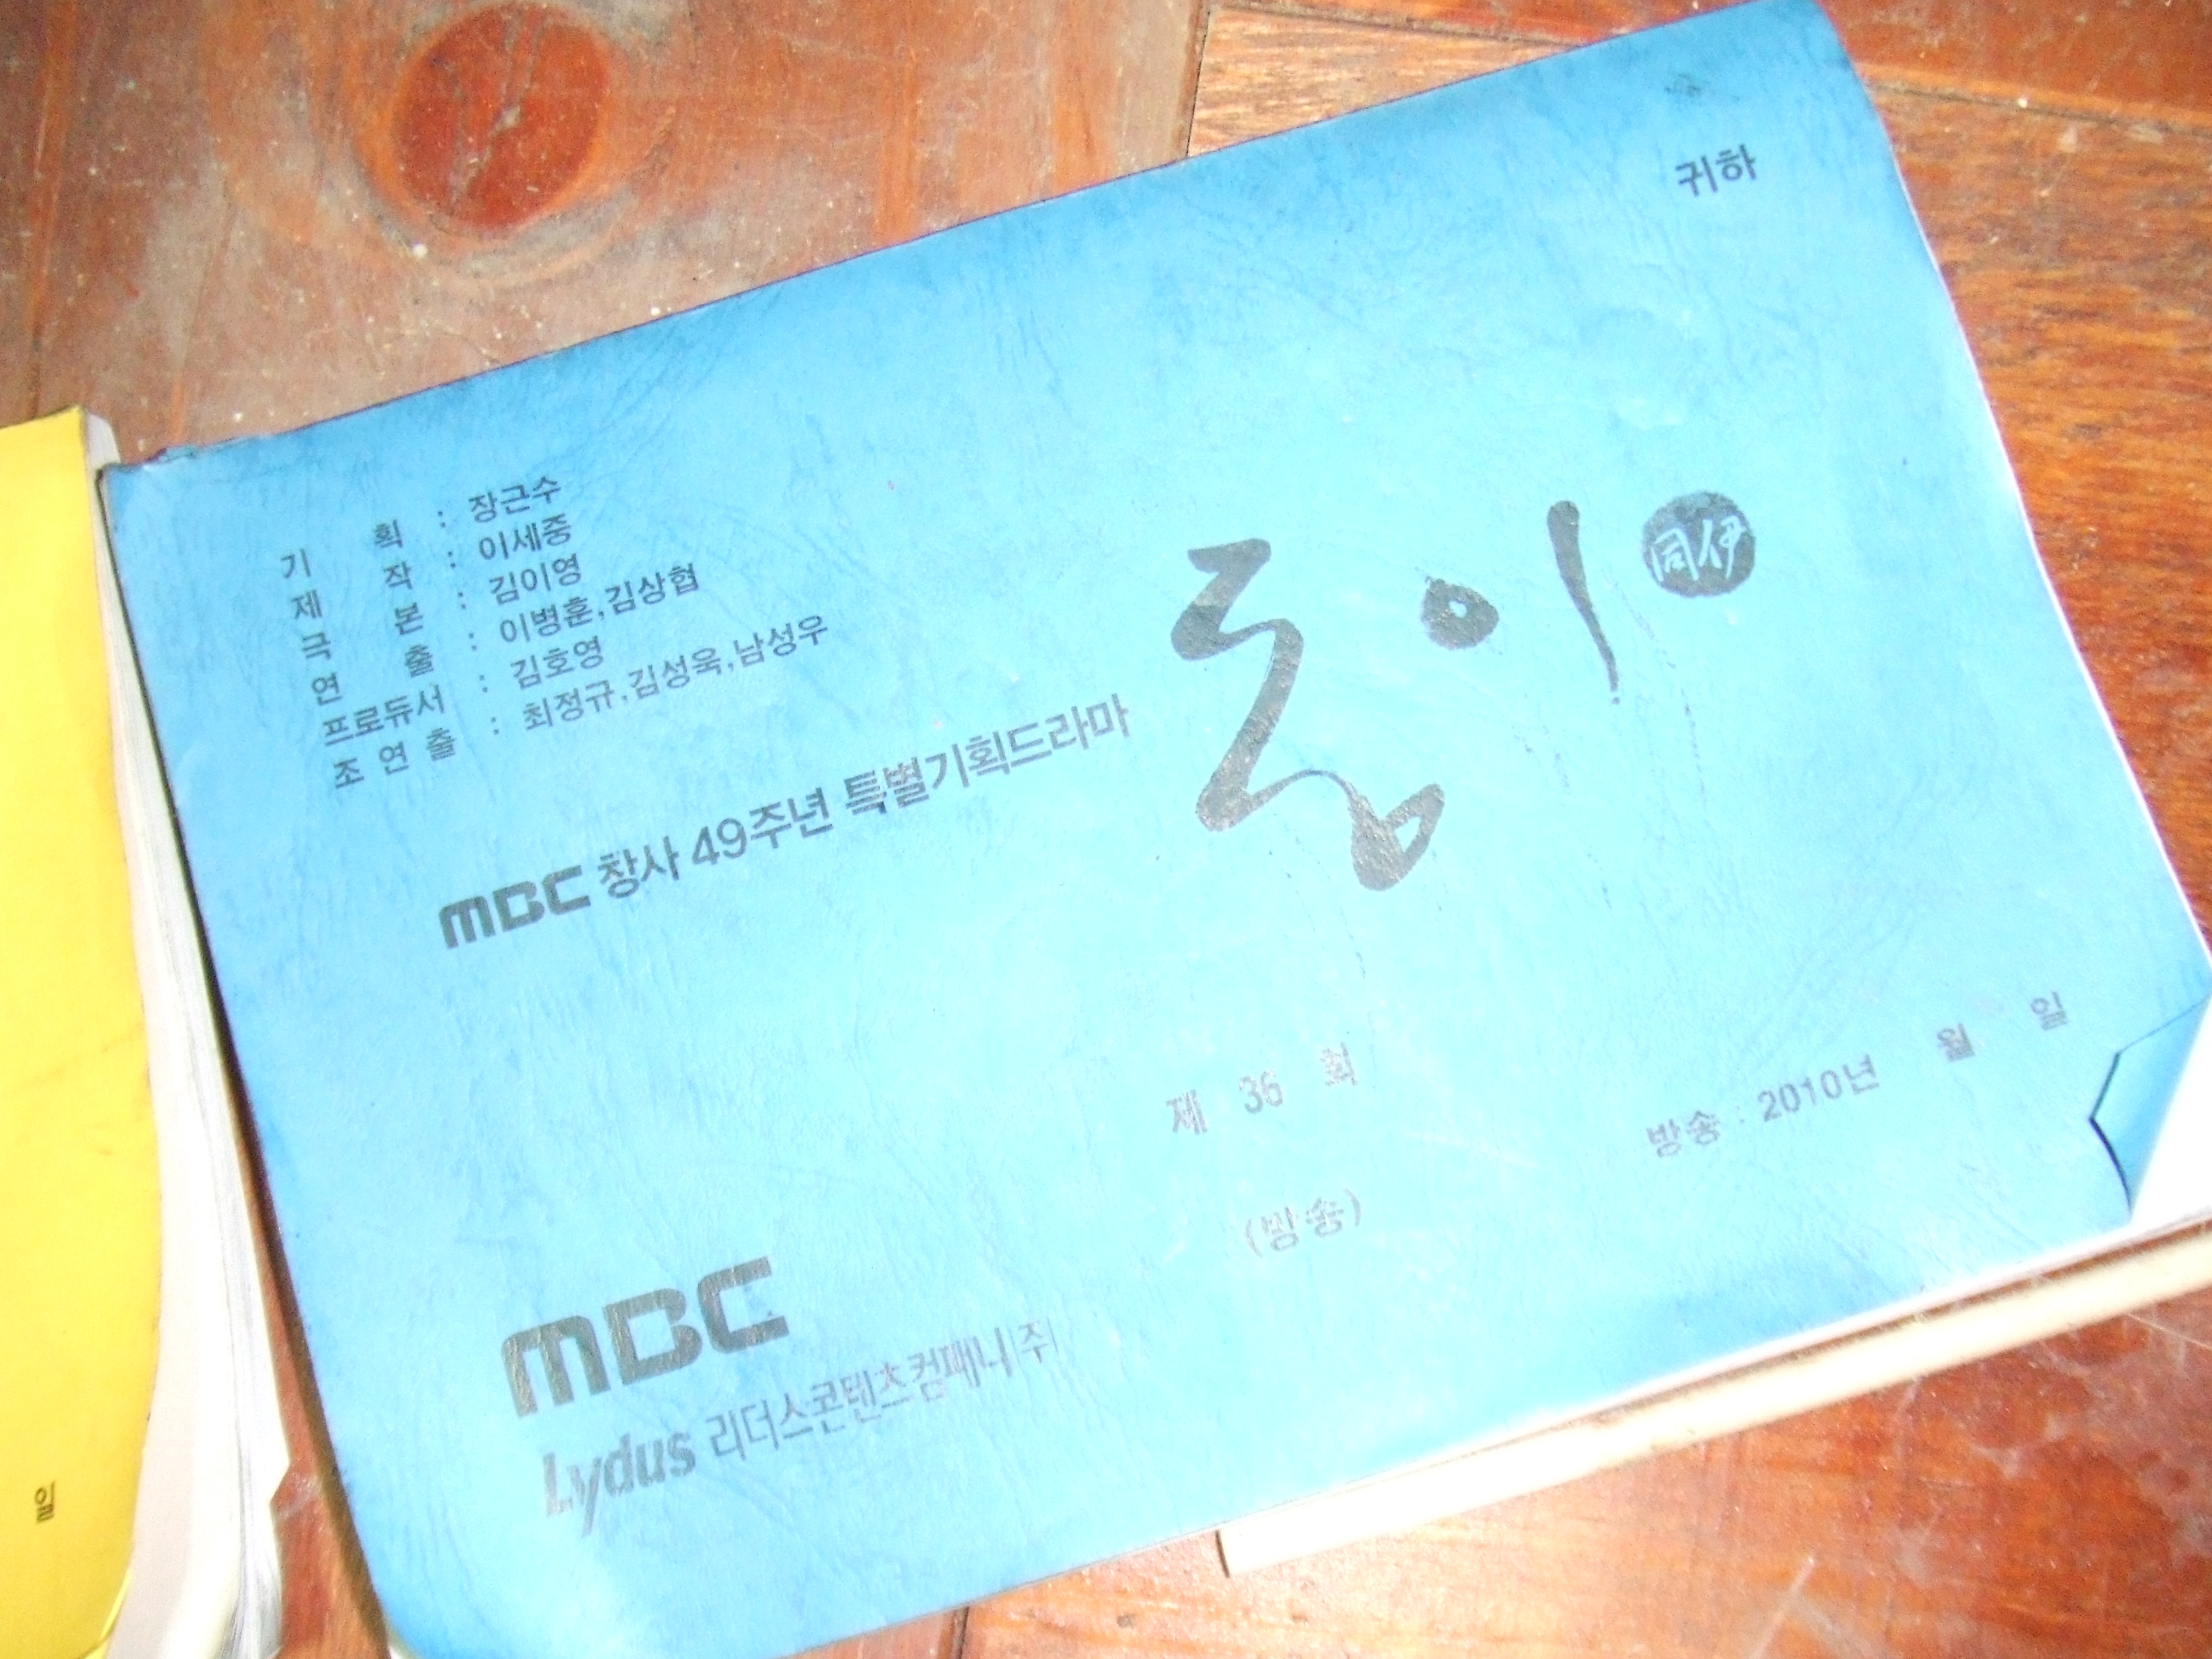 귀하
기 획 : 장근수
제 작 : 이세중
극 본 : 김이영
연 출 : 이병훈,김상협
프로듀서 : 김호영
조 연 출 : 최정규,김성욱,남성우
MBC 창사 49주년 특별기획드라마
동이 同伊
제 36 회
(방송)
방송 : 2010년 월 일
MBC
Lydus 리더스콘텐츠컴패니㈜
일